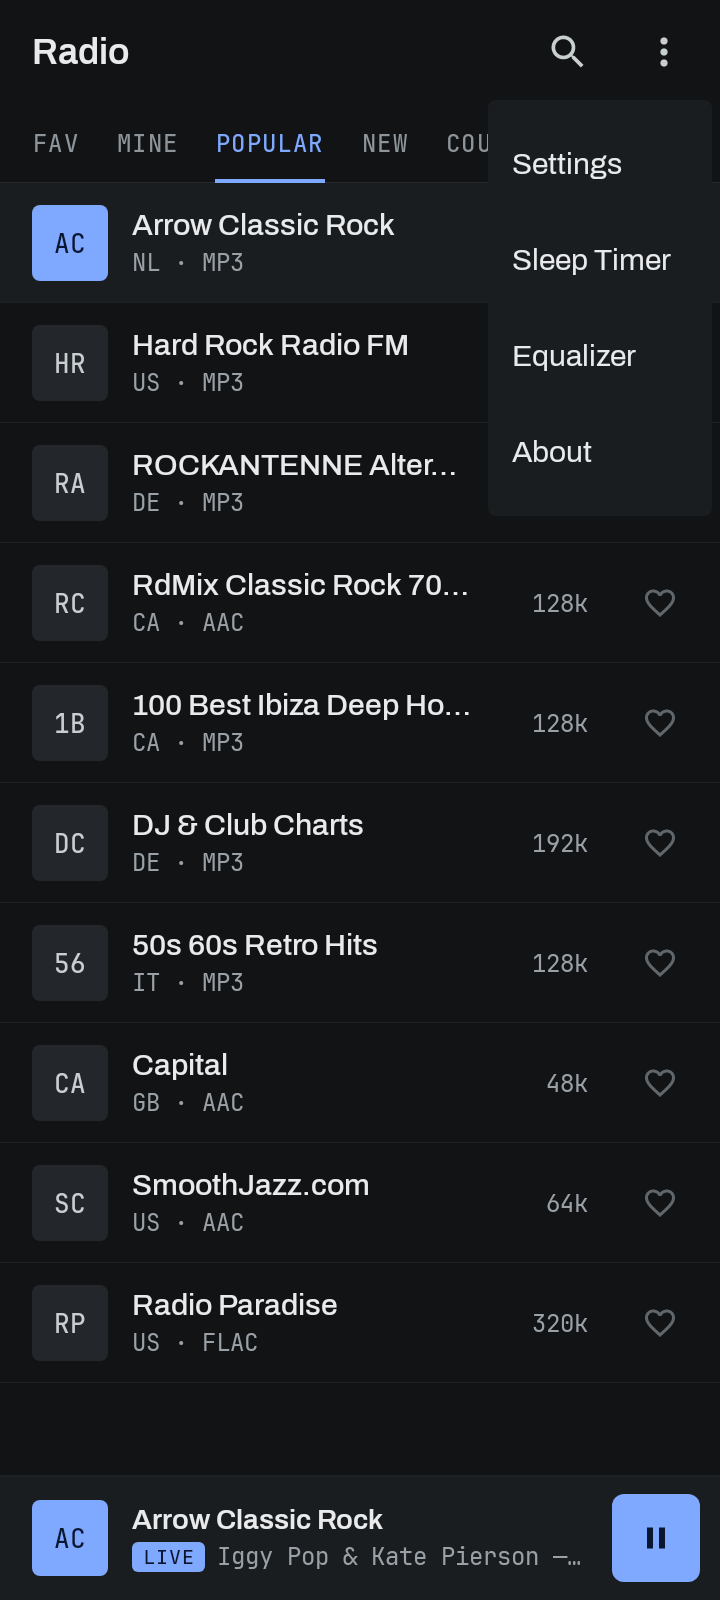 Radio
FAV MINE POPULAR NEW COU
Settings
Sleep Timer
Equalizer
About
AC
Arrow Classic Rock
NL · MP3
HR
Hard Rock Radio FM
US · MP3
RA
ROCKANTENNE Alter...
DE · MP3
RC
RdMix Classic Rock 70...
CA · AAC
128k
1B
100 Best Ibiza Deep Ho...
CA · MP3
128k
DC
DJ & Club Charts
DE · MP3
192k
56
50s 60s Retro Hits
IT · MP3
128k
CA
Capital
GB · AAC
48k
SC
SmoothJazz.com
US · AAC
64k
RP
Radio Paradise
US · FLAC
320k
AC
Arrow Classic Rock
LIVE Iggy Pop & Kate Pierson —…